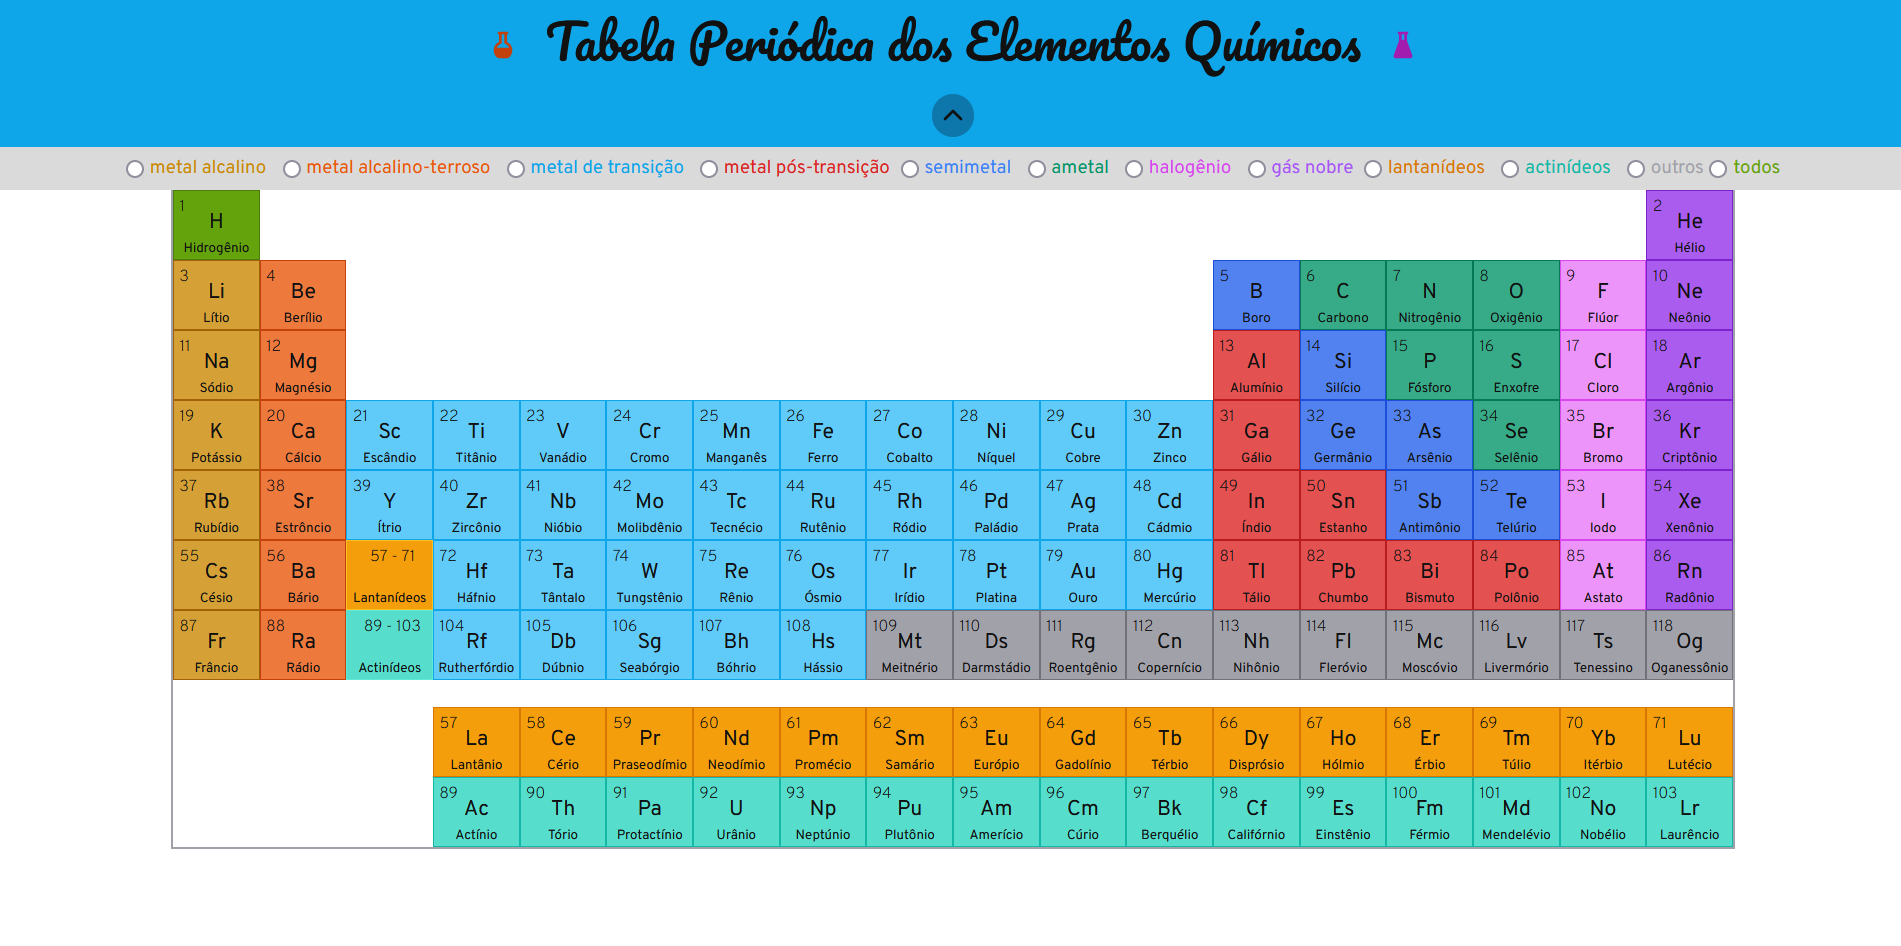 Tabela Periódica dos Elementos Químicos
metal alcalino metal alcalino-terroso metal de transição metal pós-transição semimetal ametal halogênio gás nobre lantanídeos actinídeos outros todos
1 2
H He
Hidrogênio Hélio
3 4 5 6 7 8 9 10
Li Be B C N O F Ne
Lítio Berílio Boro Carbono Nitrogênio Oxigênio Flúor Neônio
11 12 13 14 15 16 17 18
Na Mg Al Si P S Cl Ar
Sódio Magnésio Alumínio Silício Fósforo Enxofre Cloro Argônio
19 20 21 22 23 24 25 26 27 28 29 30 31 32 33 34 35 36
K Ca Sc Ti V Cr Mn Fe Co Ni Cu Zn Ga Ge As Se Br Kr
Potássio Cálcio Escândio Titânio Vanádio Cromo Manganês Ferro Cobalto Níquel Cobre Zinco Gálio Germânio Arsênio Selênio Bromo Criptônio
37 38 39 40 41 42 43 44 45 46 47 48 49 50 51 52 53 54
Rb Sr Y Zr Nb Mo Tc Ru Rh Pd Ag Cd In Sn Sb Te I Xe
Rubídio Estrôncio Ítrio Zircônio Nióbio Molibdênio Tecnécio Rutênio Ródio Paládio Prata Cádmio Índio Estanho Antimônio Telúrio Iodo Xenônio
55 56 57 - 71 72 73 74 75 76 77 78 79 80 81 82 83 84 85 86
Cs Ba Hf Ta W Re Os Ir Pt Au Hg Tl Pb Bi Po At Rn
Césio Bário Lantanídeos Háfnio Tântalo Tungstênio Rênio Ósmio Irídio Platina Ouro Mercúrio Tálio Chumbo Bismuto Polônio Astato Radônio
87 88 89 - 103 104 105 106 107 108 109 110 111 112 113 114 115 116 117 118
Fr Ra Rf Db Sg Bh Hs Mt Ds Rg Cn Nh Fl Mc Lv Ts Og
Frâncio Rádio Actinídeos Rutherfórdio Dúbnio Seabórgio Bóhrio Hássio Meitnério Darmstádio Roentgênio Copernício Nihônio Fleróvio Moscóvio Livermório Tenessino Oganessônio
57 58 59 60 61 62 63 64 65 66 67 68 69 70 71
La Ce Pr Nd Pm Sm Eu Gd Tb Dy Ho Er Tm Yb Lu
Lantânio Cério Praseodímio Neodímio Promécio Samário Európio Gadolínio Térbio Disprósio Hólmio Érbio Túlio Itérbio Lutécio
89 90 91 92 93 94 95 96 97 98 99 100 101 102 103
Ac Th Pa U Np Pu Am Cm Bk Cf Es Fm Md No Lr
Actínio Tório Protactínio Urânio Neptúnio Plutônio Amerício Cúrio Berquélio Califórnio Einstênio Férmio Mendelévio Nobélio Laurêncio